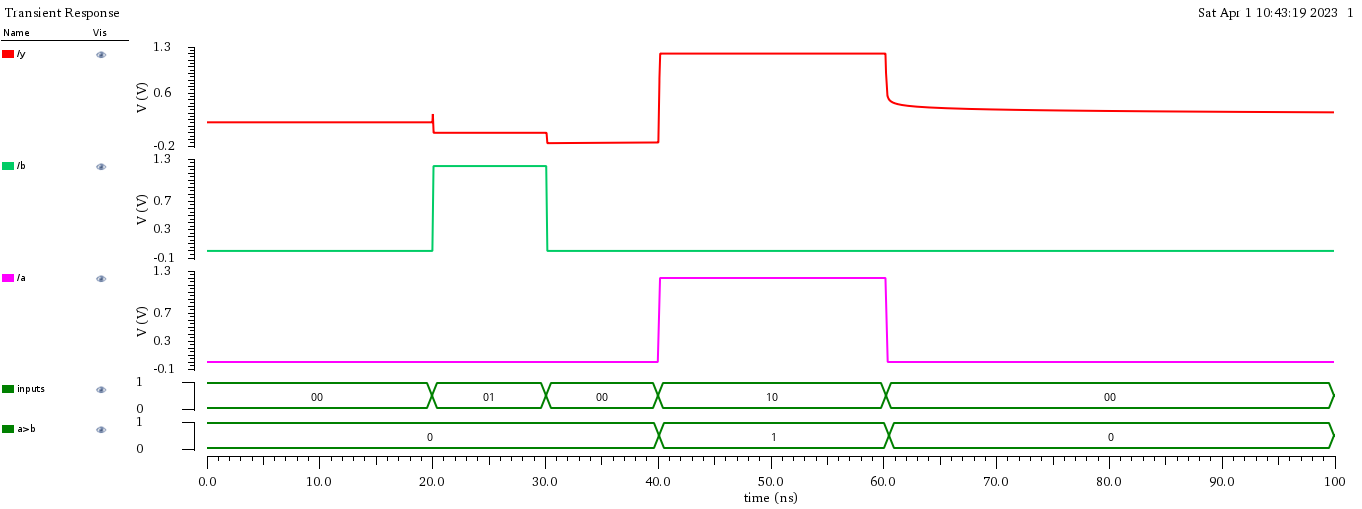 Transient Response Sat Apr 1 10:43:19 2023 1
Name Vis
/y
1.3
0.6
-0.2
V (V)
/b
1.3
0.7
0.3
-0.1
V (V)
/a
1.3
0.7
0.3
-0.1
V (V)
inputs 1
0
00 01 00 10 00
a>b 1
0
0 1 0
0.0 10.0 20.0 30.0 40.0 50.0 60.0 70.0 80.0 90.0 100
time (ns)